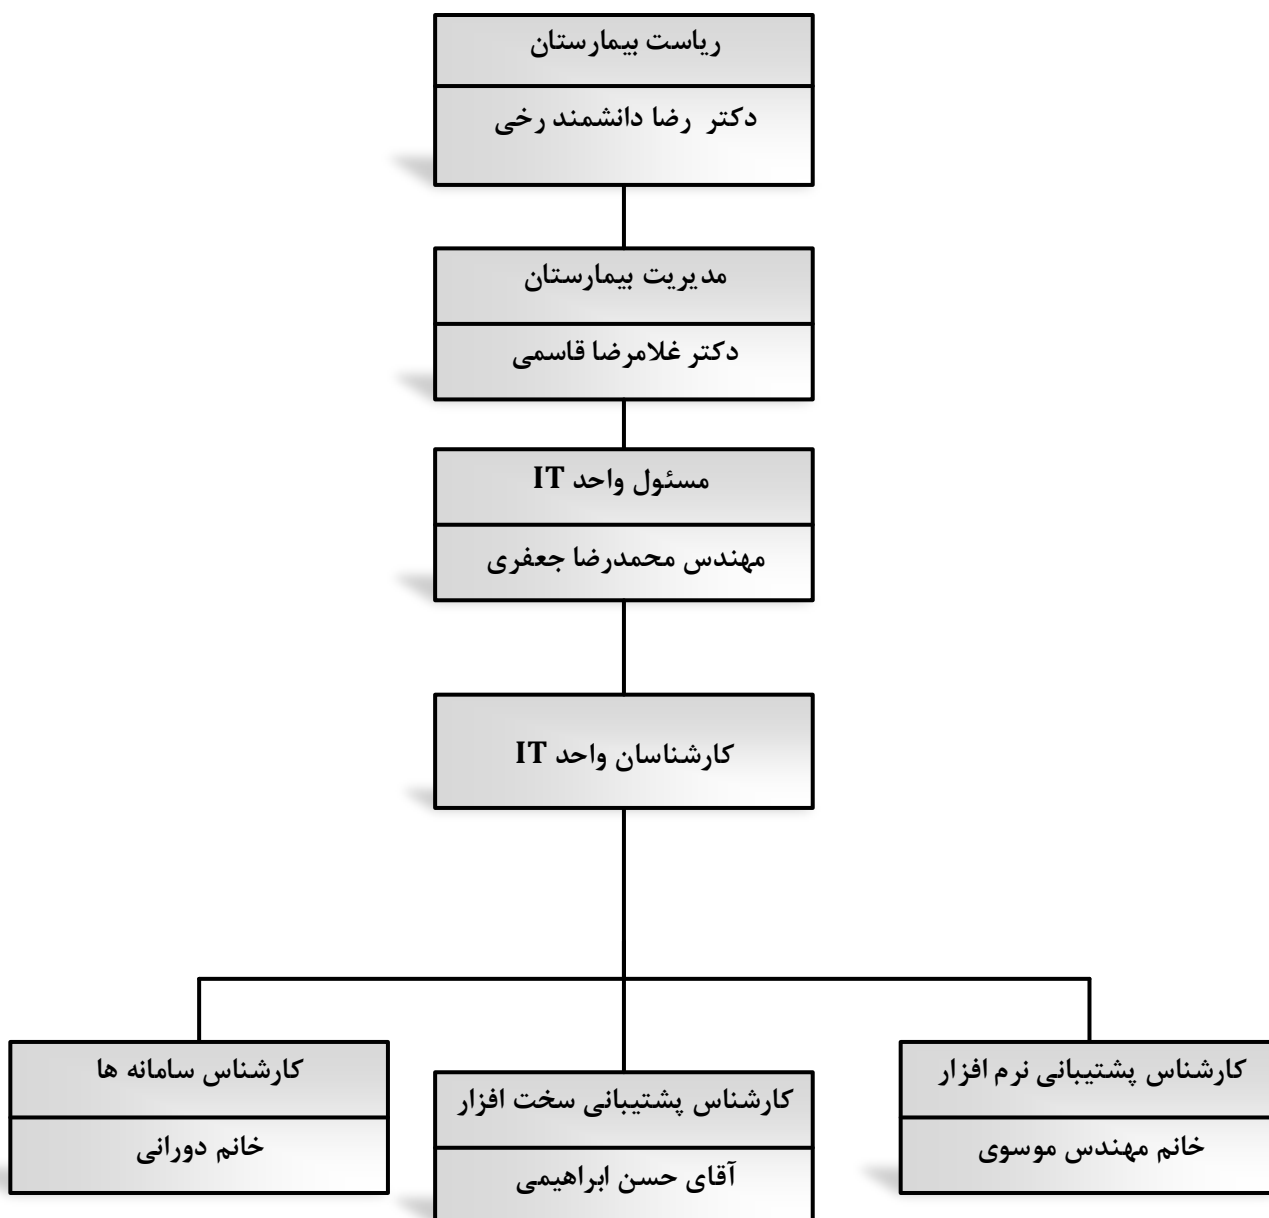 ریاست بیمارستان
دکتر رضا دانشمند رخی
مدیریت بیمارستان
دکتر غلامرضا قاسمی
مسئول واحد IT
مهندس محمدرضا جعفری
کارشناسان واحد IT
کارشناس پشتیبانی نرم افزار
خانم مهندس موسوی
کارشناس پشتیبانی سخت افزار
آقای حسن ابراهیمی
کارشناس سامانه ها
خانم دورانی